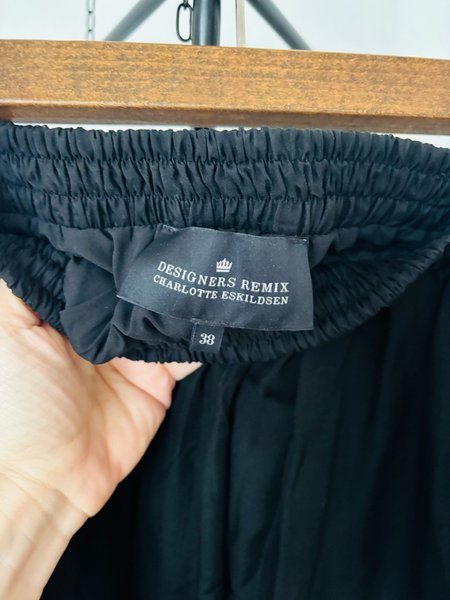 DESIGNERS REMIX
CHARLOTTE ESKILDSEN
38